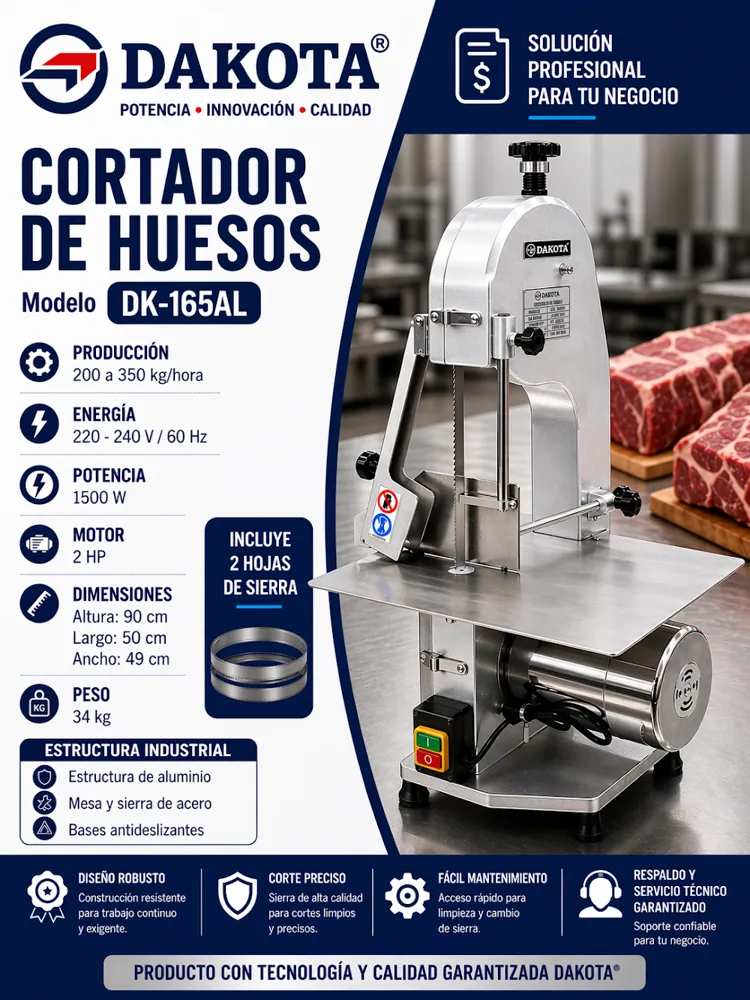 DAKOTA®
POTENCIA • INNOVACIÓN • CALIDAD
SOLUCIÓN
PROFESIONAL
PARA TU NEGOCIO
CORTADOR
DE HUESOS
Modelo DK-165AL
PRODUCCIÓN
200 a 350 kg/hora
ENERGÍA
220 - 240 V / 60 Hz
POTENCIA
1500 W
MOTOR
2 HP
DIMENSIONES
Altura: 90 cm
Largo: 50 cm
Ancho: 49 cm
KG
PESO
34 kg
INCLUYE
2 HOJAS
DE SIERRA
ESTRUCTURA INDUSTRIAL
Estructura de aluminio
Mesa y sierra de acero
Bases antideslizantes
DAKOTA
DAKOTA
I
O
DISEÑO ROBUSTO
Construcción resistente
para trabajo continuo
y exigente.
CORTE PRECISO
Sierra de alta calidad
para cortes limpios
y precisos.
FÁCIL MANTENIMIENTO
Acceso rápido para
limpieza y cambio
de sierra.
RESPALDO Y
SERVICIO TÉCNICO
GARANTIZADO
Soporte confiable
para tu negocio.
PRODUCTO CON TECNOLOGÍA Y CALIDAD GARANTIZADA DAKOTA®